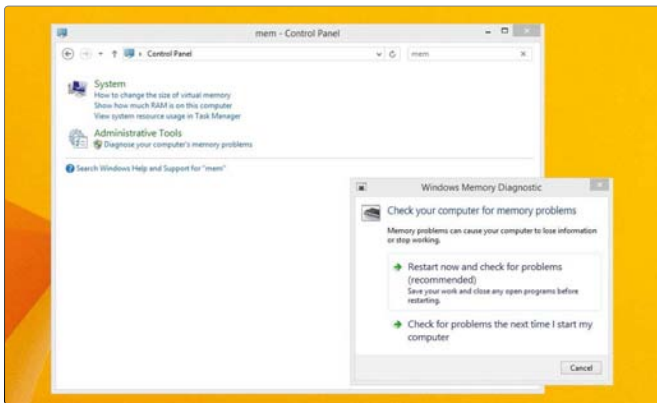 mem - Control Panel
Control Panel
mem
System
How to change the size of virtual memory
Show how much RAM is on this computer
View system resource usage in Task Manager
Administrative Tools
Diagnose your computer's memory problems
Search Windows Help and Support for "mem"
Windows Memory Diagnostic
Check your computer for memory problems
Memory problems can cause your computer to lose information
or stop working.
Restart now and check for problems
(recommended)
Save your work and close any open programs before
restarting.
Check for problems the next time I start my
computer
Cancel